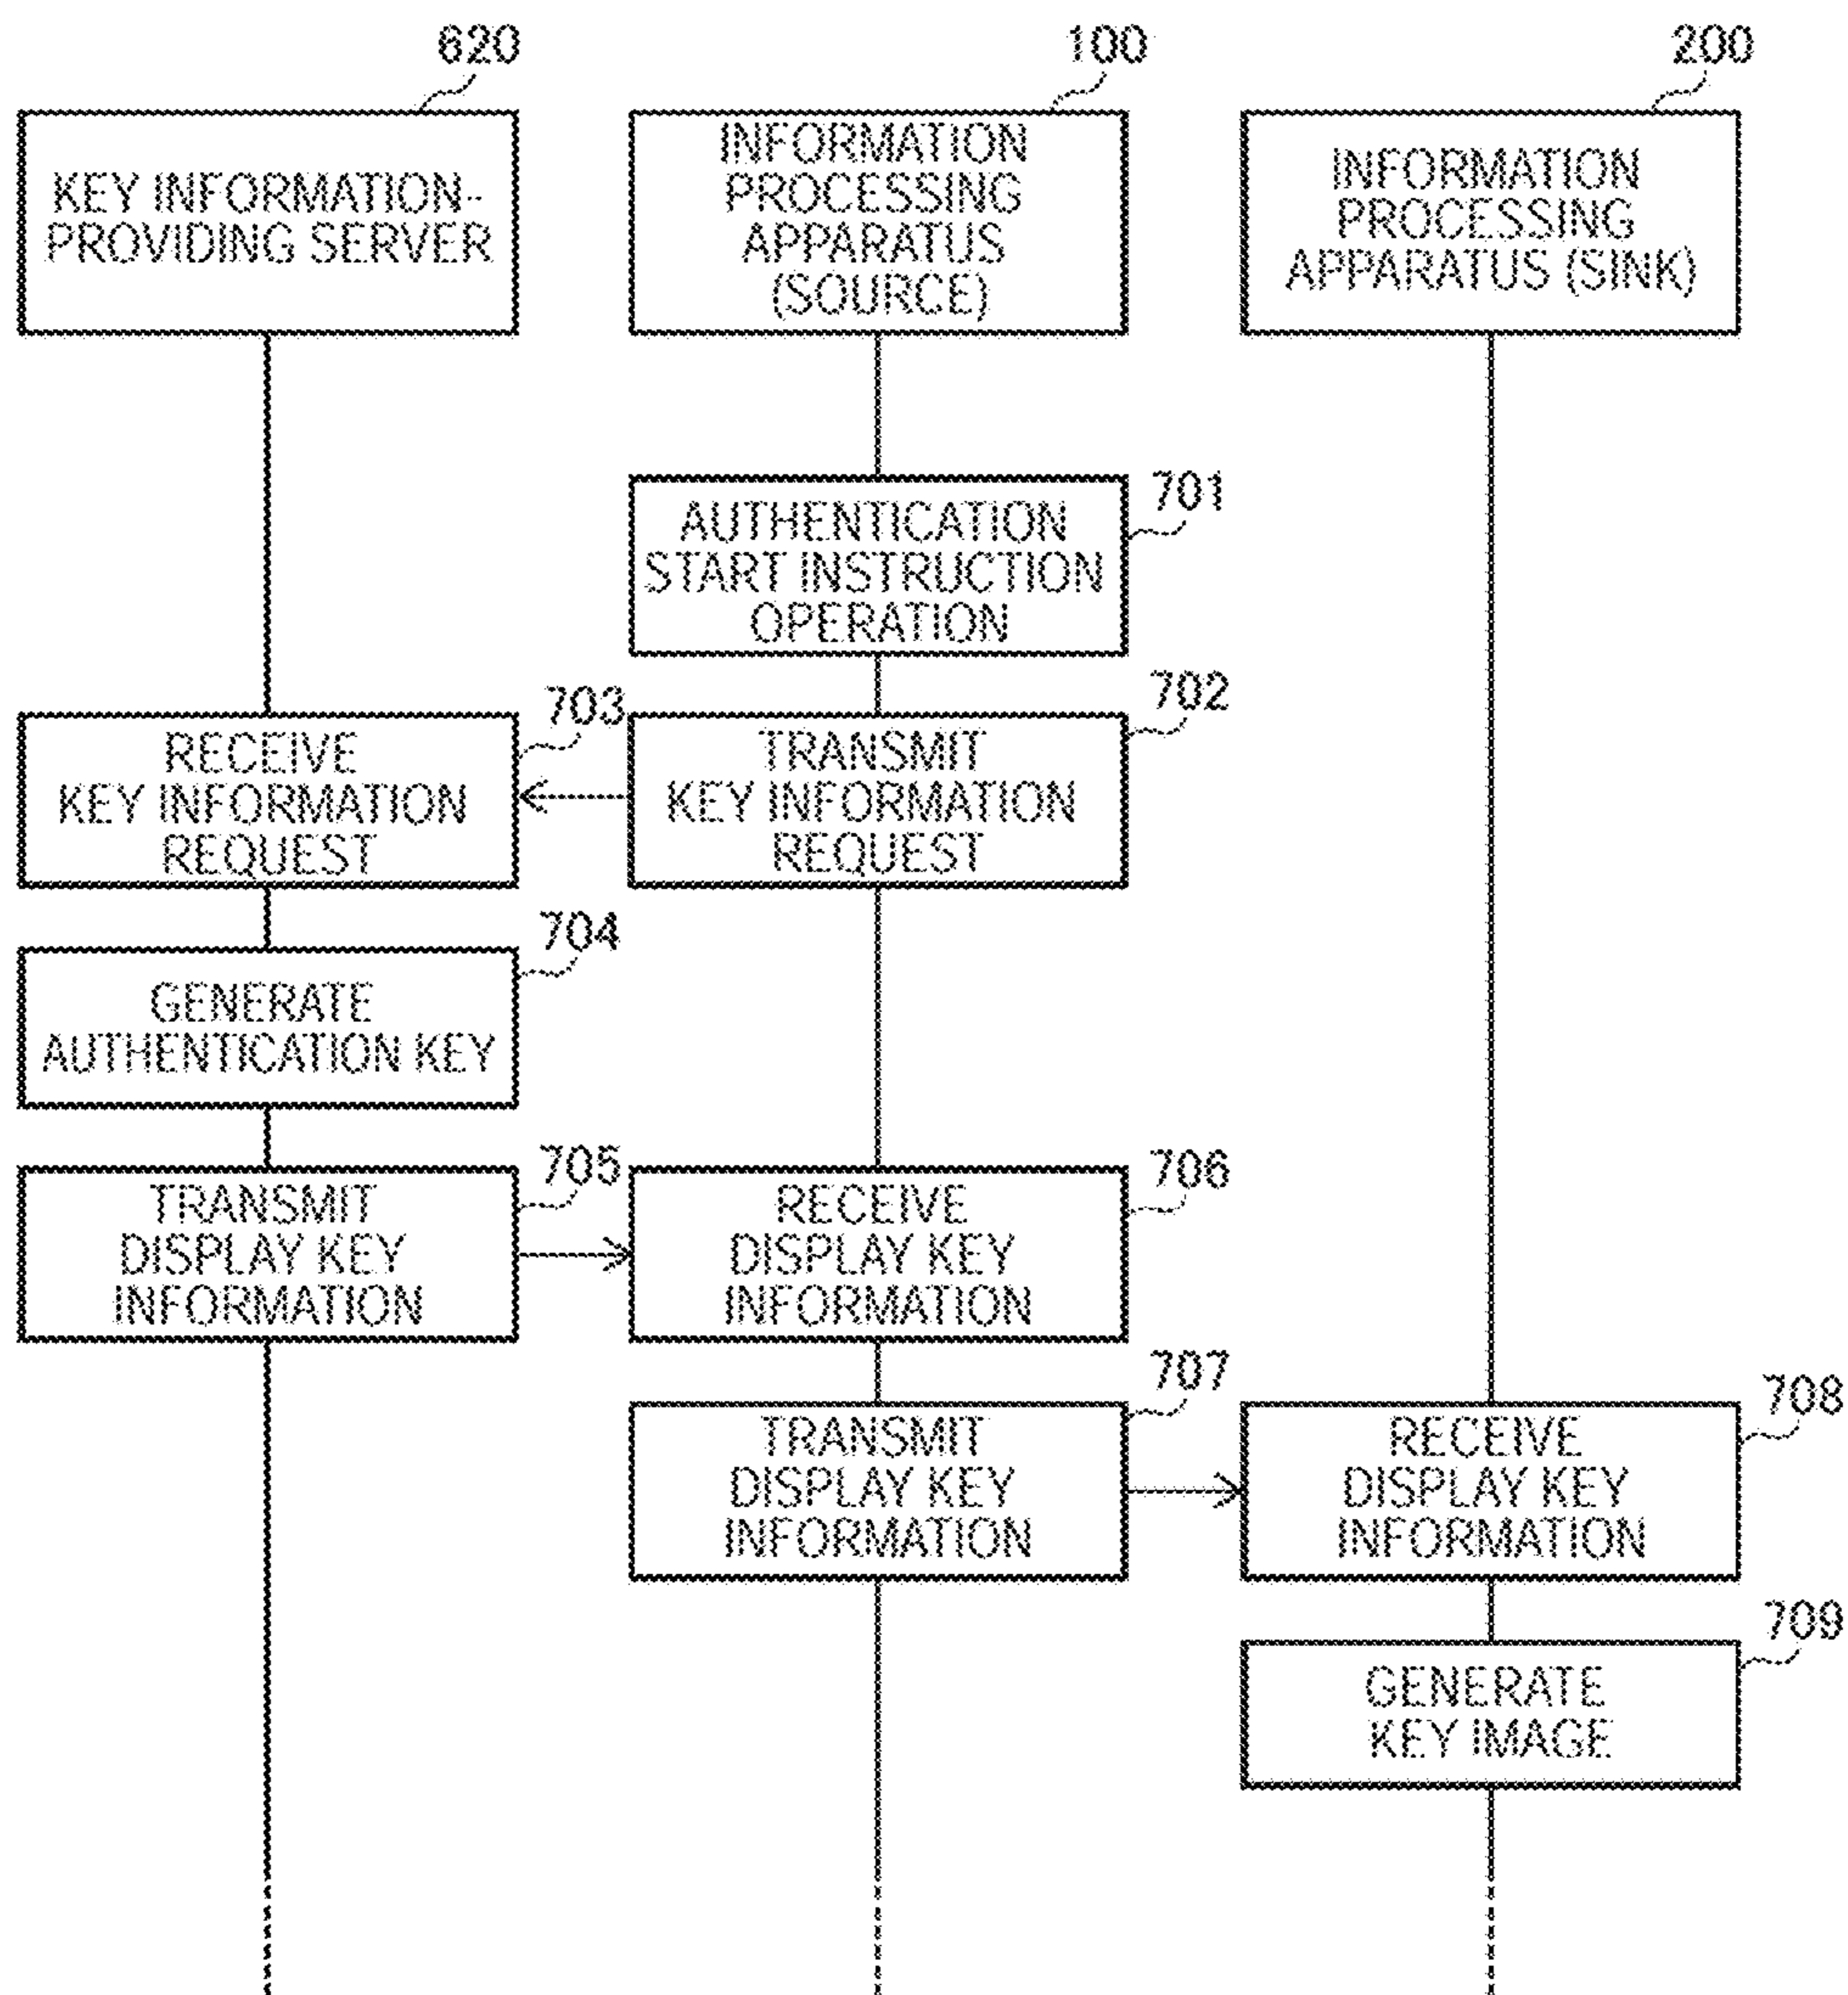 620
100
200
KEY INFORMATION-
PROVIDING SERVER
INFORMATION
PROCESSING
APPARATUS
(SOURCE)
INFORMATION
PROCESSING
APPARATUS (SINK)
701
AUTHENTICATION
START INSTRUCTION
OPERATION
702
TRANSMIT
KEY INFORMATION
REQUEST
703
RECEIVE
KEY INFORMATION
REQUEST
704
GENERATE
AUTHENTICATION KEY
705
TRANSMIT
DISPLAY KEY
INFORMATION
706
RECEIVE
DISPLAY KEY
INFORMATION
707
TRANSMIT
DISPLAY KEY
INFORMATION
708
RECEIVE
DISPLAY KEY
INFORMATION
709
GENERATE
KEY IMAGE